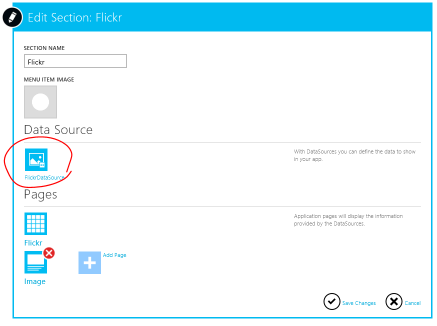 Edit Section: Flickr
SECTION NAME
Flickr
MENU ITEM IMAGE
Data Source
With DataSources you can define the data to show
in your app.
FlickrDataSource
Pages
Application pages will display the information
provided by the DataSources.
Flickr
Add Page
Image
Save Changes
Cancel